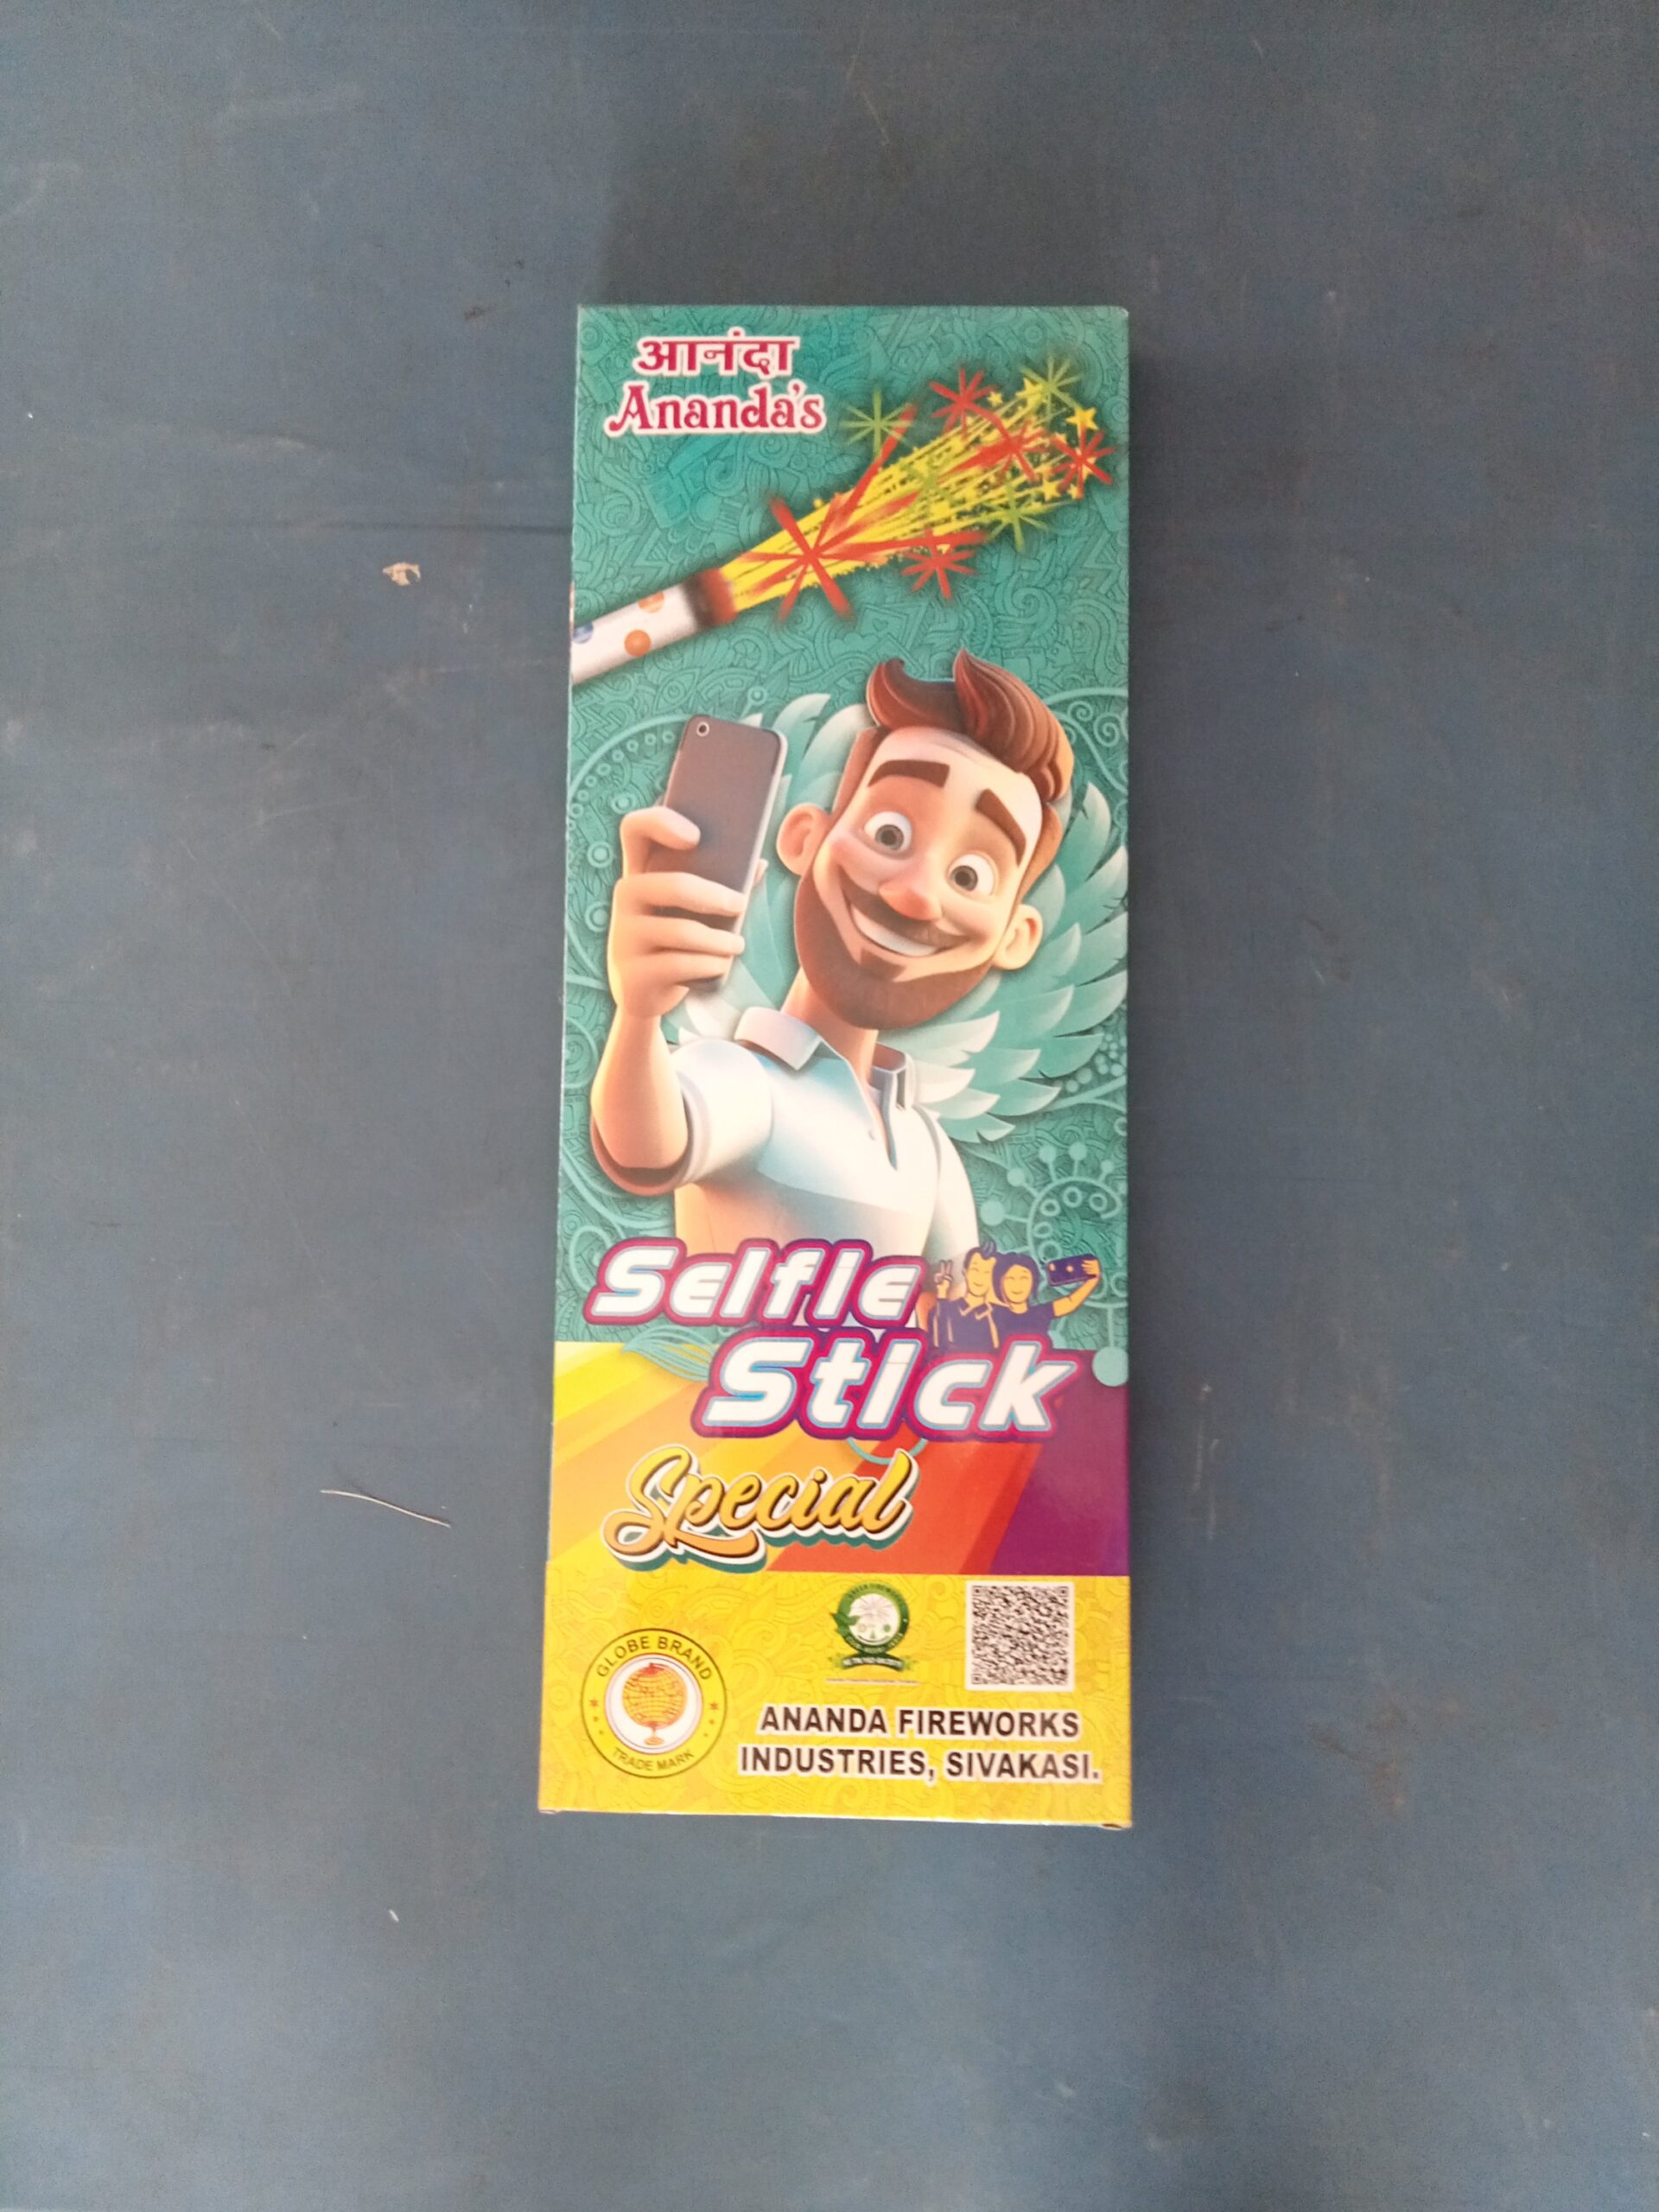 आनंदा
Ananda's
Selfie
Stick
Special
GLOBE BRAND
TRADE MARK
ANANDA FIREWORKS
INDUSTRIES, SIVAKASI.